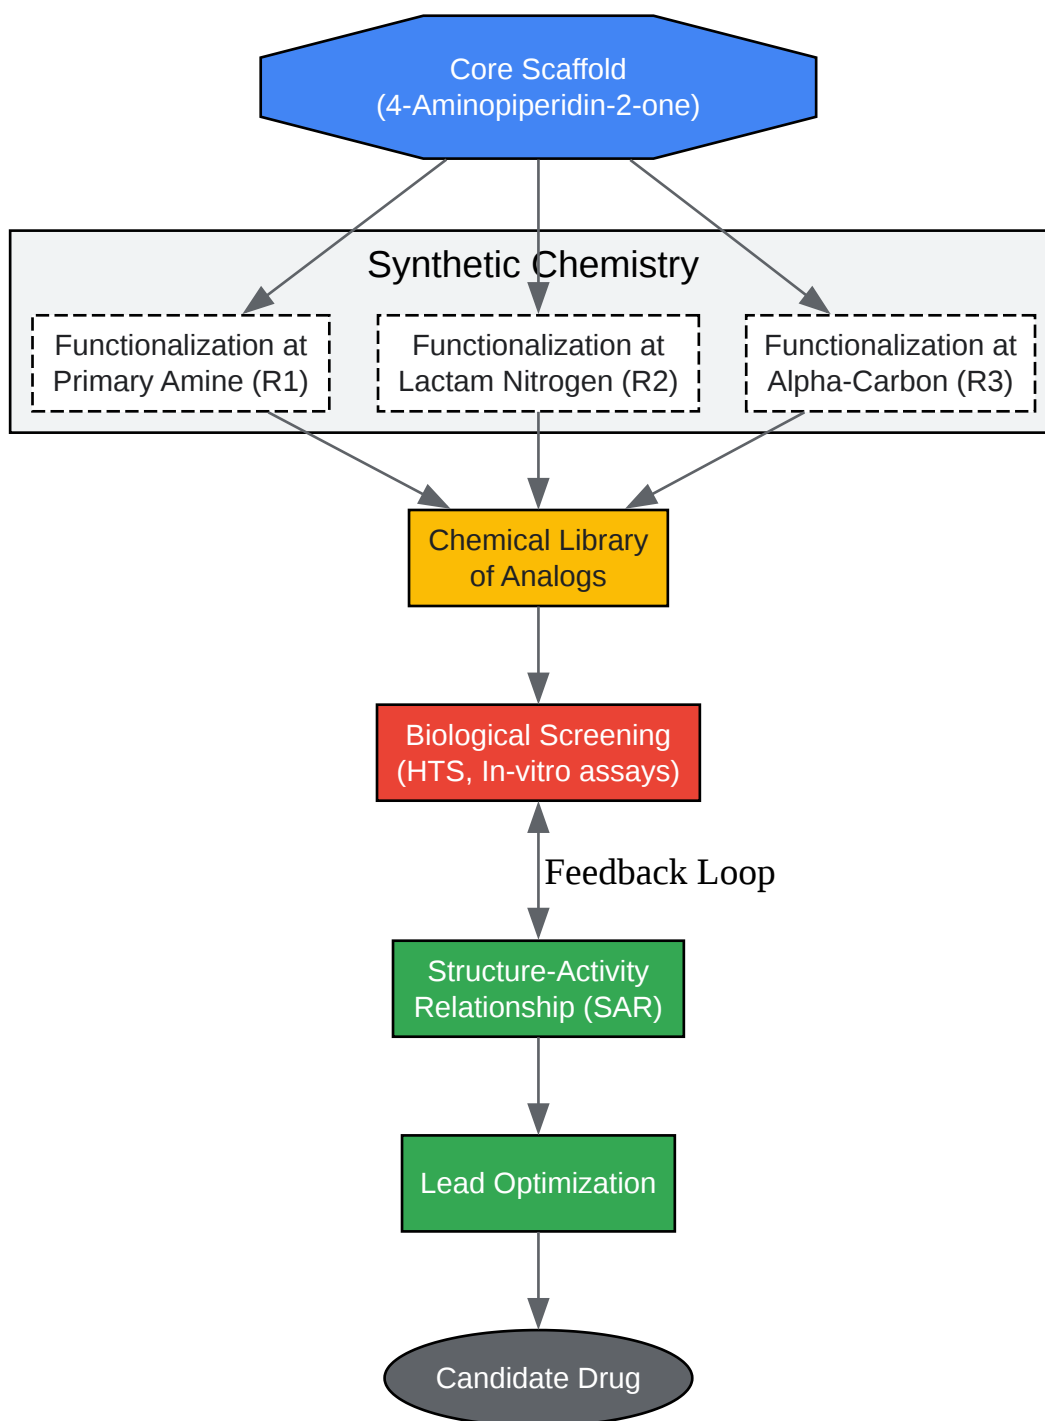 Core Scaffold
(4-Aminopiperidin-2-one)
Synthetic Chemistry
Functionalization at
Primary Amine (R1)
Functionalization at
Lactam Nitrogen (R2)
Functionalization at
Alpha-Carbon (R3)
Chemical Library
of Analogs
Biological Screening
(HTS, In-vitro assays)
Feedback Loop
Structure-Activity
Relationship (SAR)
Lead Optimization
Candidate Drug